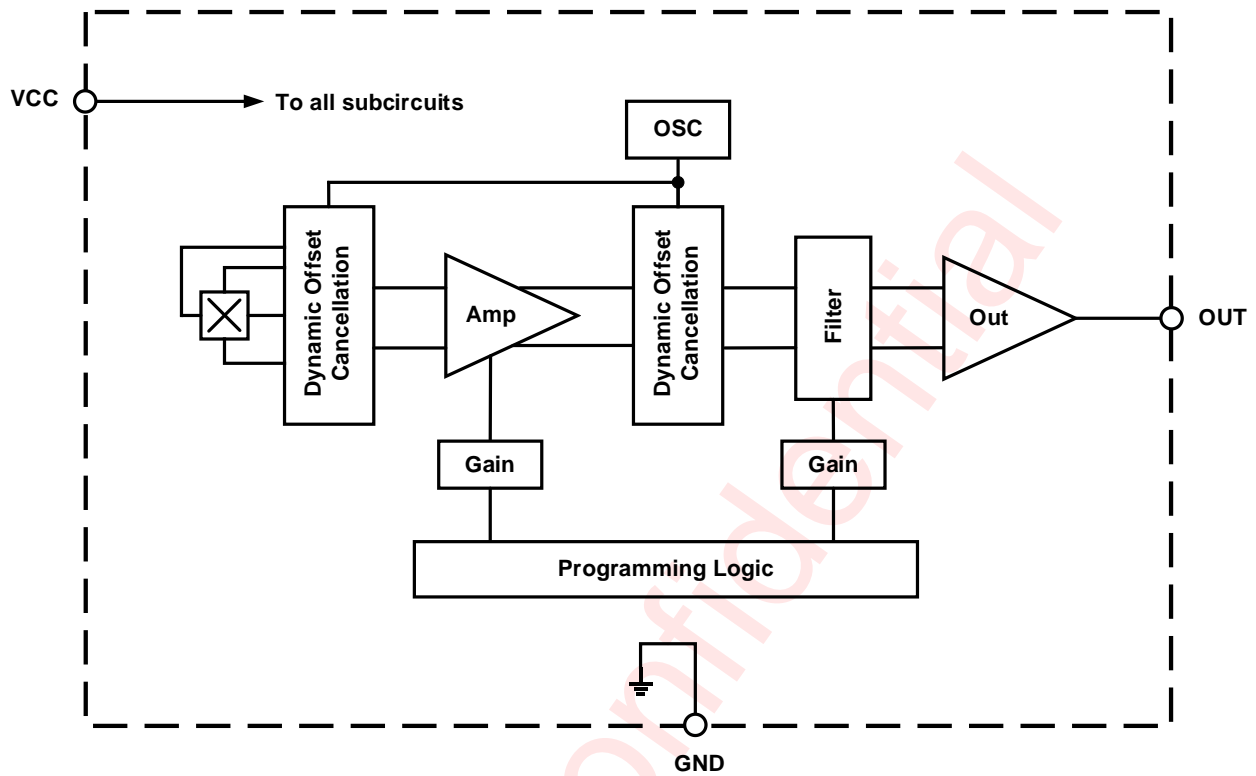 VCC
To all subcircuits
OSC
Dynamic Offset
Cancellation
Amp
Dynamic Offset
Cancellation
Filter
Out
OUT
Gain
Gain
Programming Logic
GND
onfidential